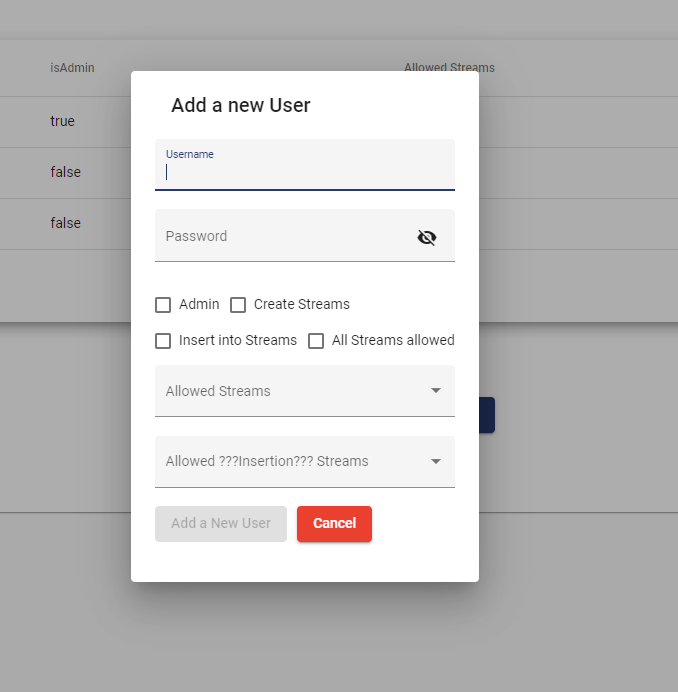 isAdmin
Allowed Streams
true
false
false
Add a new User
Username
Password
Admin
Create Streams
Insert into Streams
All Streams allowed
Allowed Streams
Allowed ???Insertion??? Streams
Add a New User
Cancel